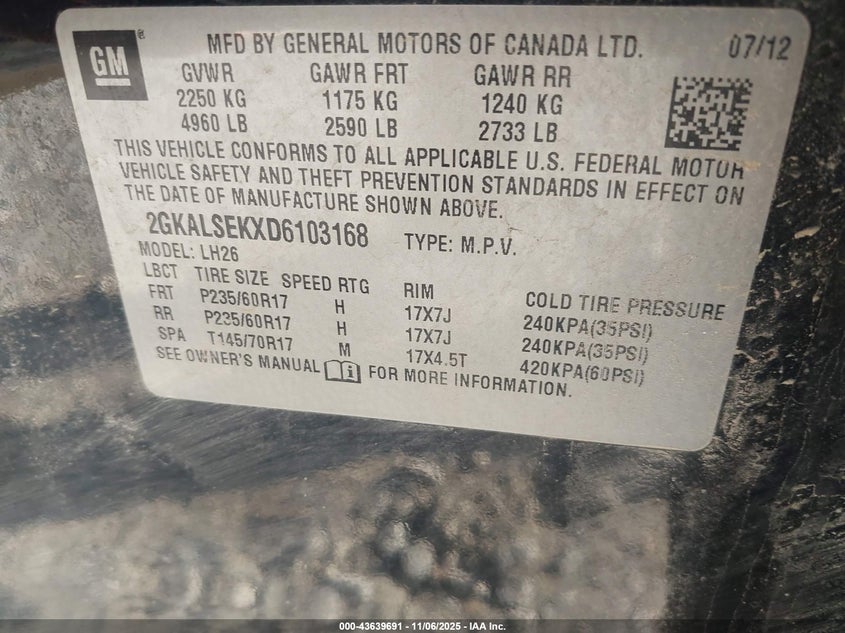 GM
MFD BY GENERAL MOTORS OF CANADA LTD. 07/12
GVWR GAWR FRT GAWR RR
2250 KG 1175 KG 1240 KG
4960 LB 2590 LB 2733 LB
THIS VEHICLE CONFORMS TO ALL APPLICABLE U.S. FEDERAL MOTOR
VEHICLE SAFETY AND THEFT PREVENTION STANDARDS IN EFFECT ON
THE DATE OF MANUFACTURE SHOWN ABOVE.
2GKALSEKXD6103168 TYPE: M.P.V.
MODEL: LH26
LBCT TIRE SIZE SPEED RTG RIM COLD TIRE PRESSURE
FRT P235/60R17 H 17X7J 240KPA(35PSI)
RR P235/60R17 H 17X7J 240KPA(35PSI)
SPA T145/70R17 M 17X4.5T 420KPA(60PSI)
SEE OWNER'S MANUAL FOR MORE INFORMATION.
000-43639691 - 11/06/2025 - IAA Inc.